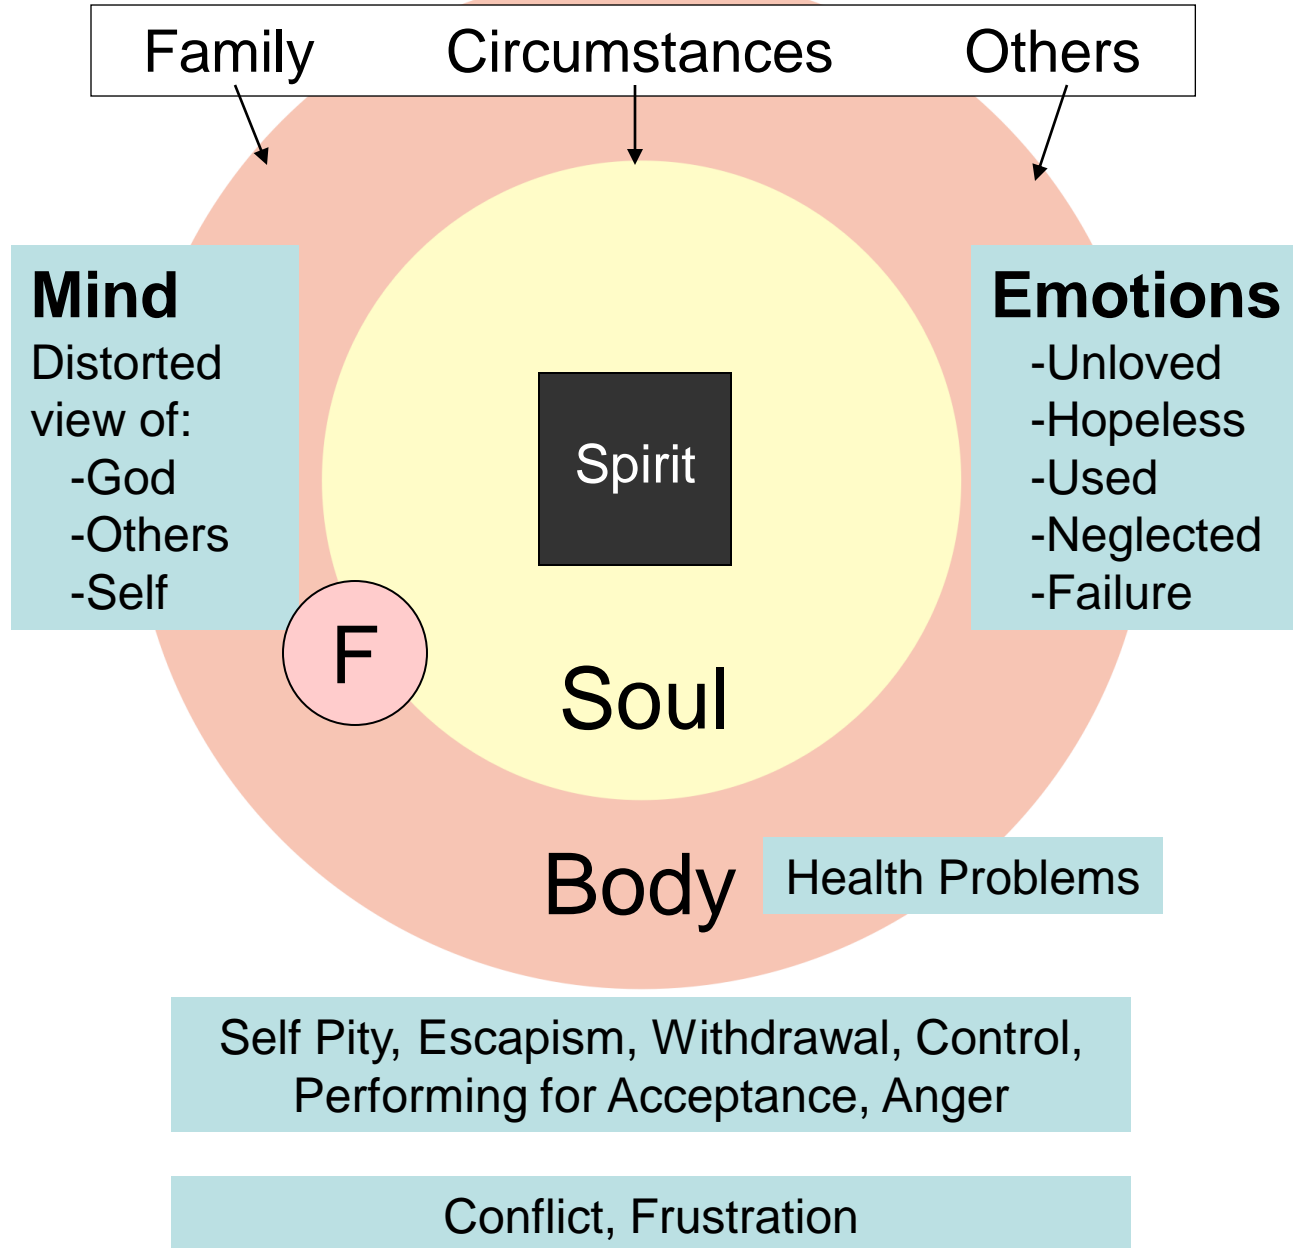 Family Circumstances Others
Mind
Distorted
view of:
-God
-Others
-Self
Emotions
-Unloved
-Hopeless
-Used
-Neglected
-Failure
Spirit
F
Soul
Body
Health Problems
Self Pity, Escapism, Withdrawal, Control,
Performing for Acceptance, Anger
Conflict, Frustration